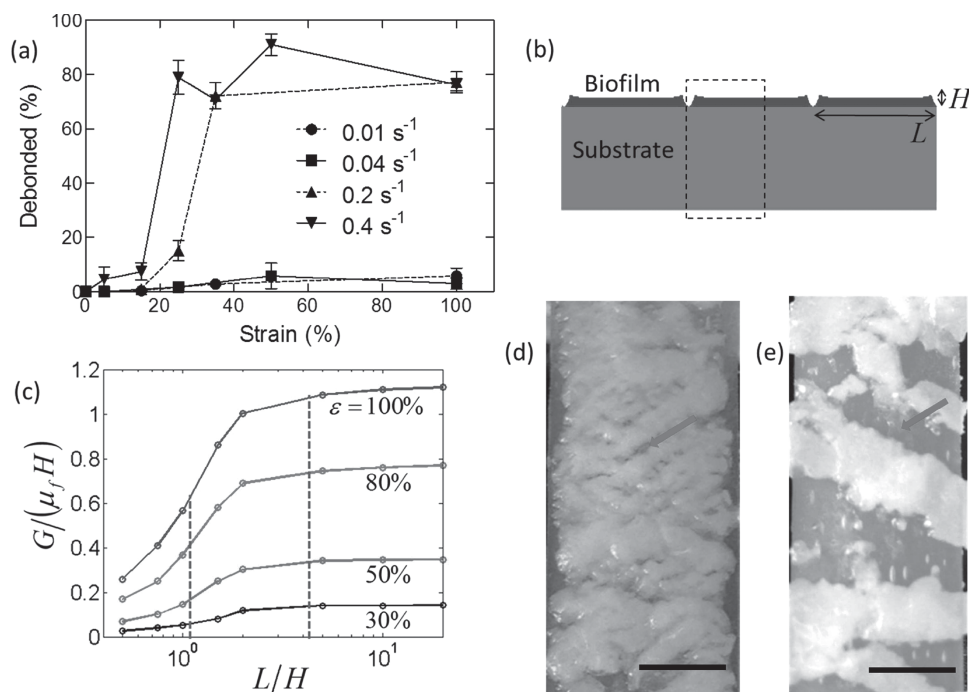 (a)
100
80
60
40
20
0
Debonded (%)
0.01 s⁻¹
0.04 s⁻¹
0.2 s⁻¹
0.4 s⁻¹
0 20 40 60 80 100
Strain (%)
(b)
Biofilm
H
L
Substrate
(c)
1.2
1
0.8
0.6
0.4
0.2
0
G/(μ_f H)
ε = 100%
80%
50%
30%
10⁰ 10¹
L/H
(d)
(e)